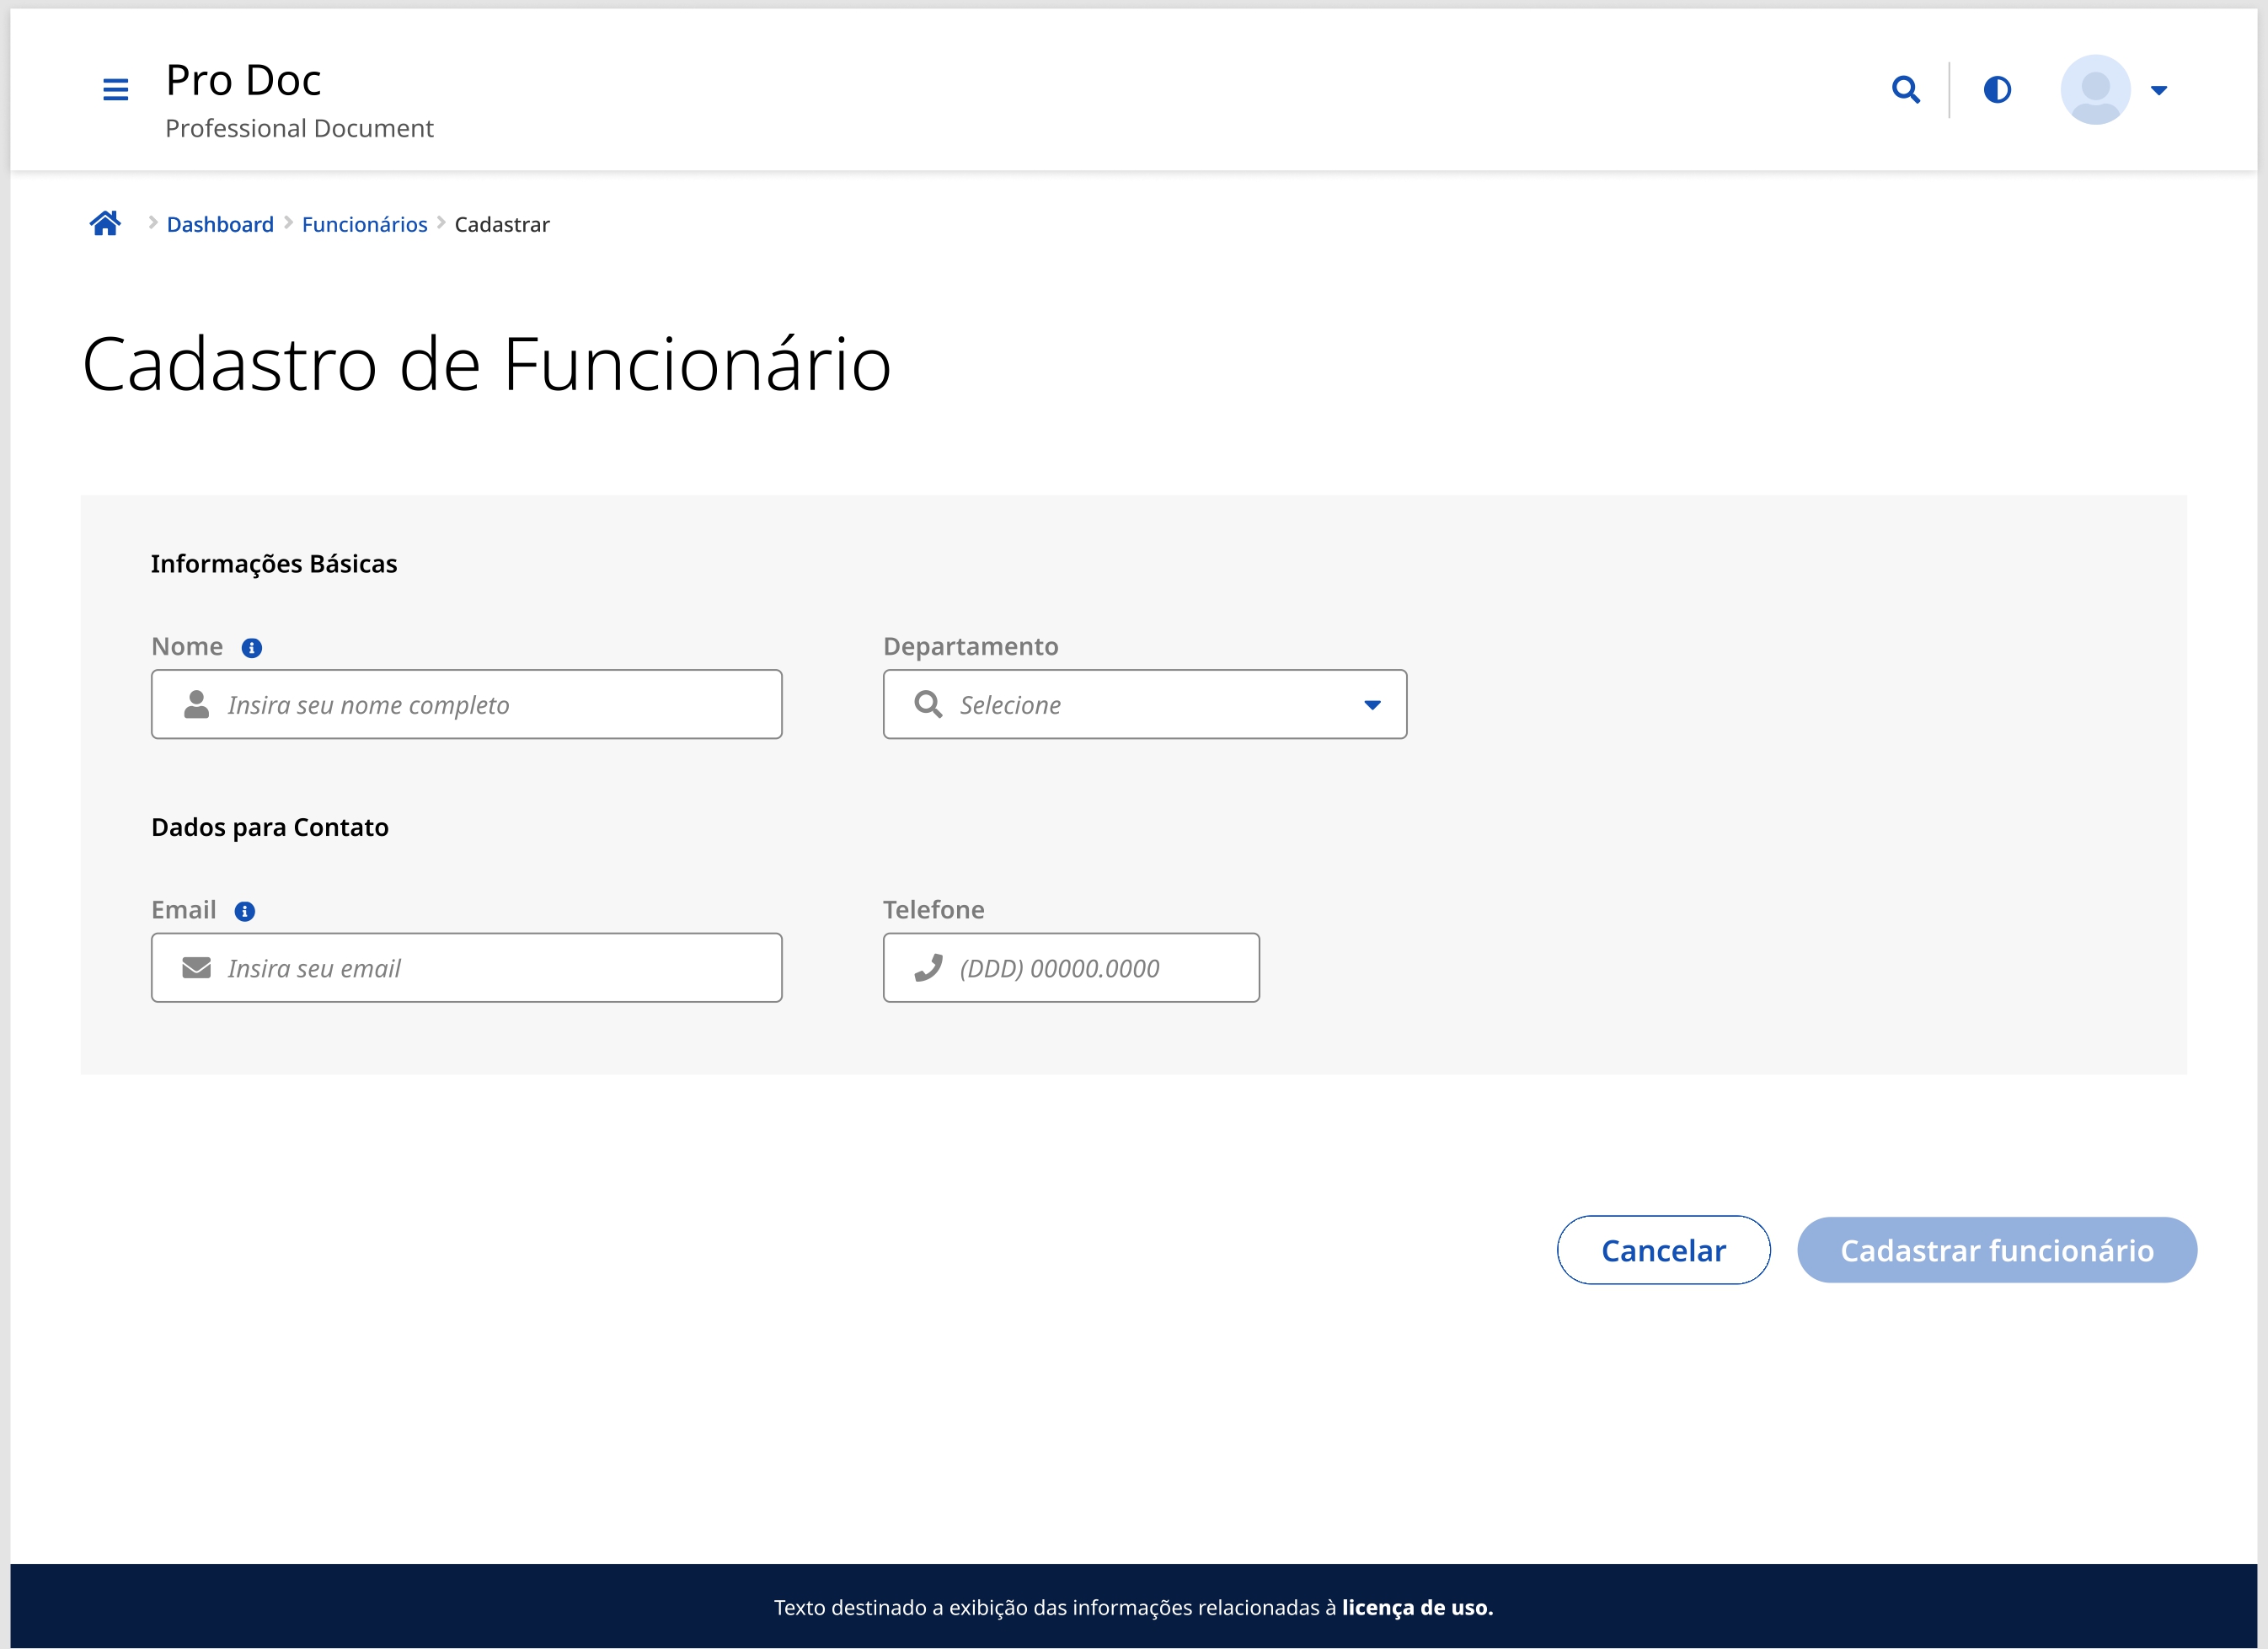 Pro Doc
Professional Document
Dashboard Funcionários Cadastrar
Cadastro de Funcionário
Informações Básicas
Nome Departamento
Insira seu nome completo Selecione
Dados para Contato
Email Telefone
Insira seu email (DDD) 00000.0000
Cancelar Cadastrar funcionário
Texto destinado a exibição das informações relacionadas à licença de uso.